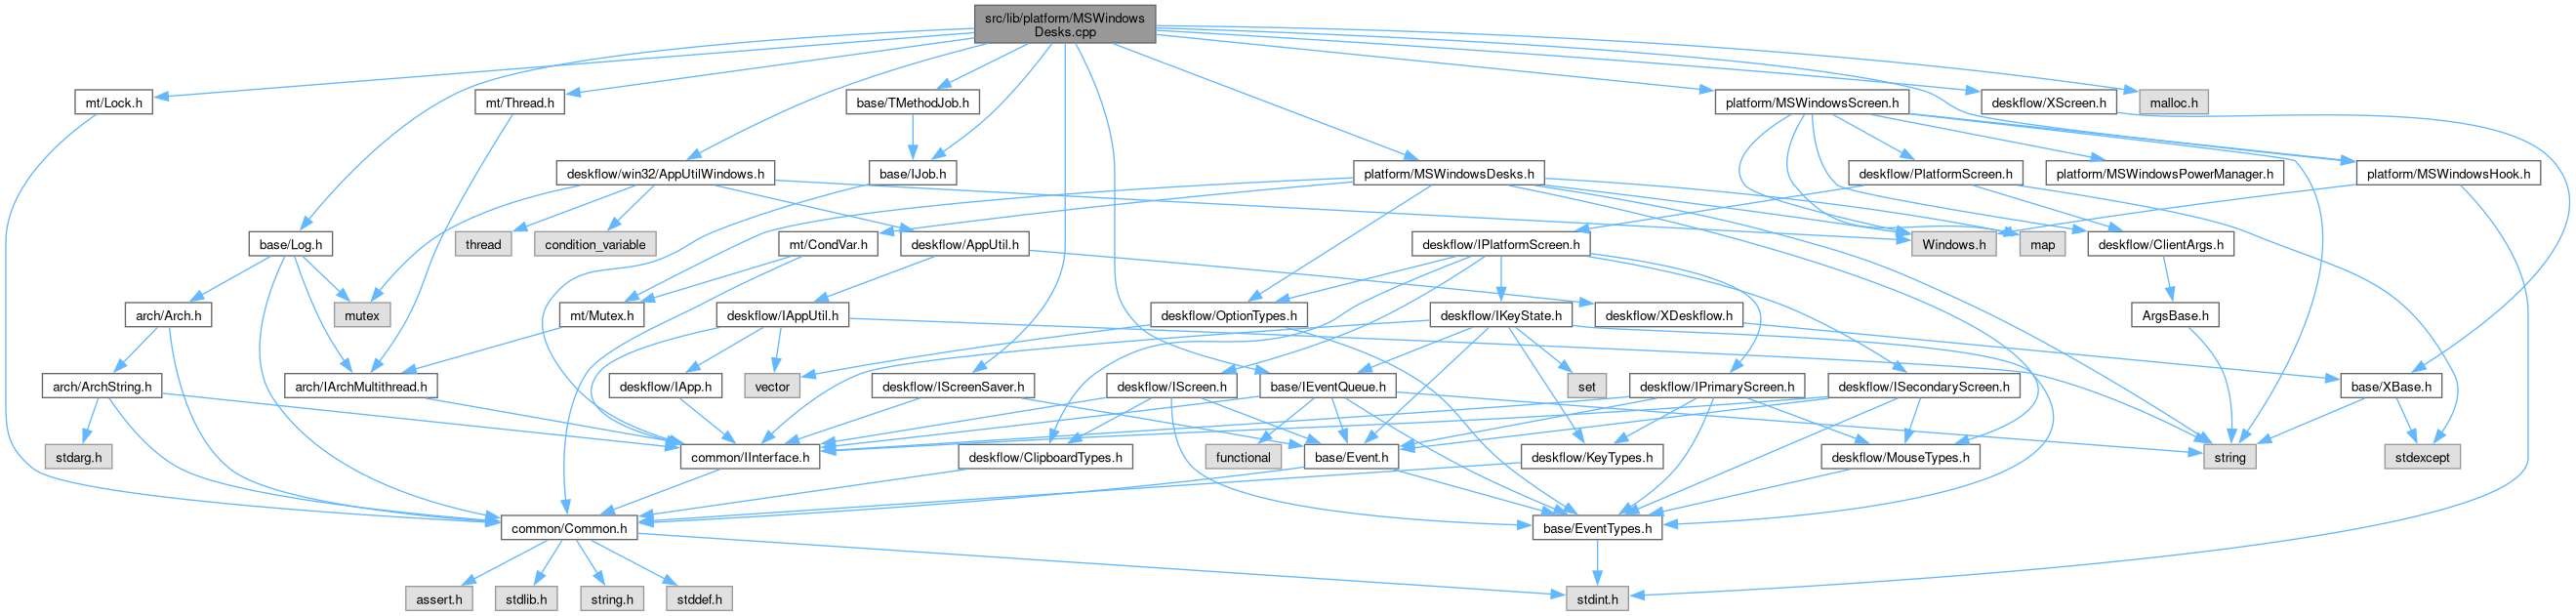 src/lib/platform/MSWindows
Desks.cpp
mt/Lock.h
mt/Thread.h
base/TMethodJob.h
platform/MSWindowsScreen.h
deskflow/XScreen.h
malloc.h
deskflow/win32/AppUtilWindows.h
base/IJob.h
platform/MSWindowsDesks.h
deskflow/PlatformScreen.h
platform/MSWindowsPowerManager.h
platform/MSWindowsHook.h
base/Log.h
thread
condition_variable
mt/CondVar.h
deskflow/AppUtil.h
deskflow/IPlatformScreen.h
Windows.h
map
deskflow/ClientArgs.h
arch/Arch.h
mutex
mt/Mutex.h
deskflow/IAppUtil.h
deskflow/OptionTypes.h
deskflow/IKeyState.h
deskflow/XDeskflow.h
ArgsBase.h
arch/ArchString.h
arch/IArchMultithread.h
deskflow/IApp.h
vector
deskflow/IScreenSaver.h
deskflow/IScreen.h
base/IEventQueue.h
set
deskflow/IPrimaryScreen.h
deskflow/ISecondaryScreen.h
base/XBase.h
stdarg.h
common/IInterface.h
deskflow/ClipboardTypes.h
functional
base/Event.h
deskflow/KeyTypes.h
deskflow/MouseTypes.h
string
stdexcept
common/Common.h
base/EventTypes.h
assert.h
stdlib.h
string.h
stddef.h
stdint.h